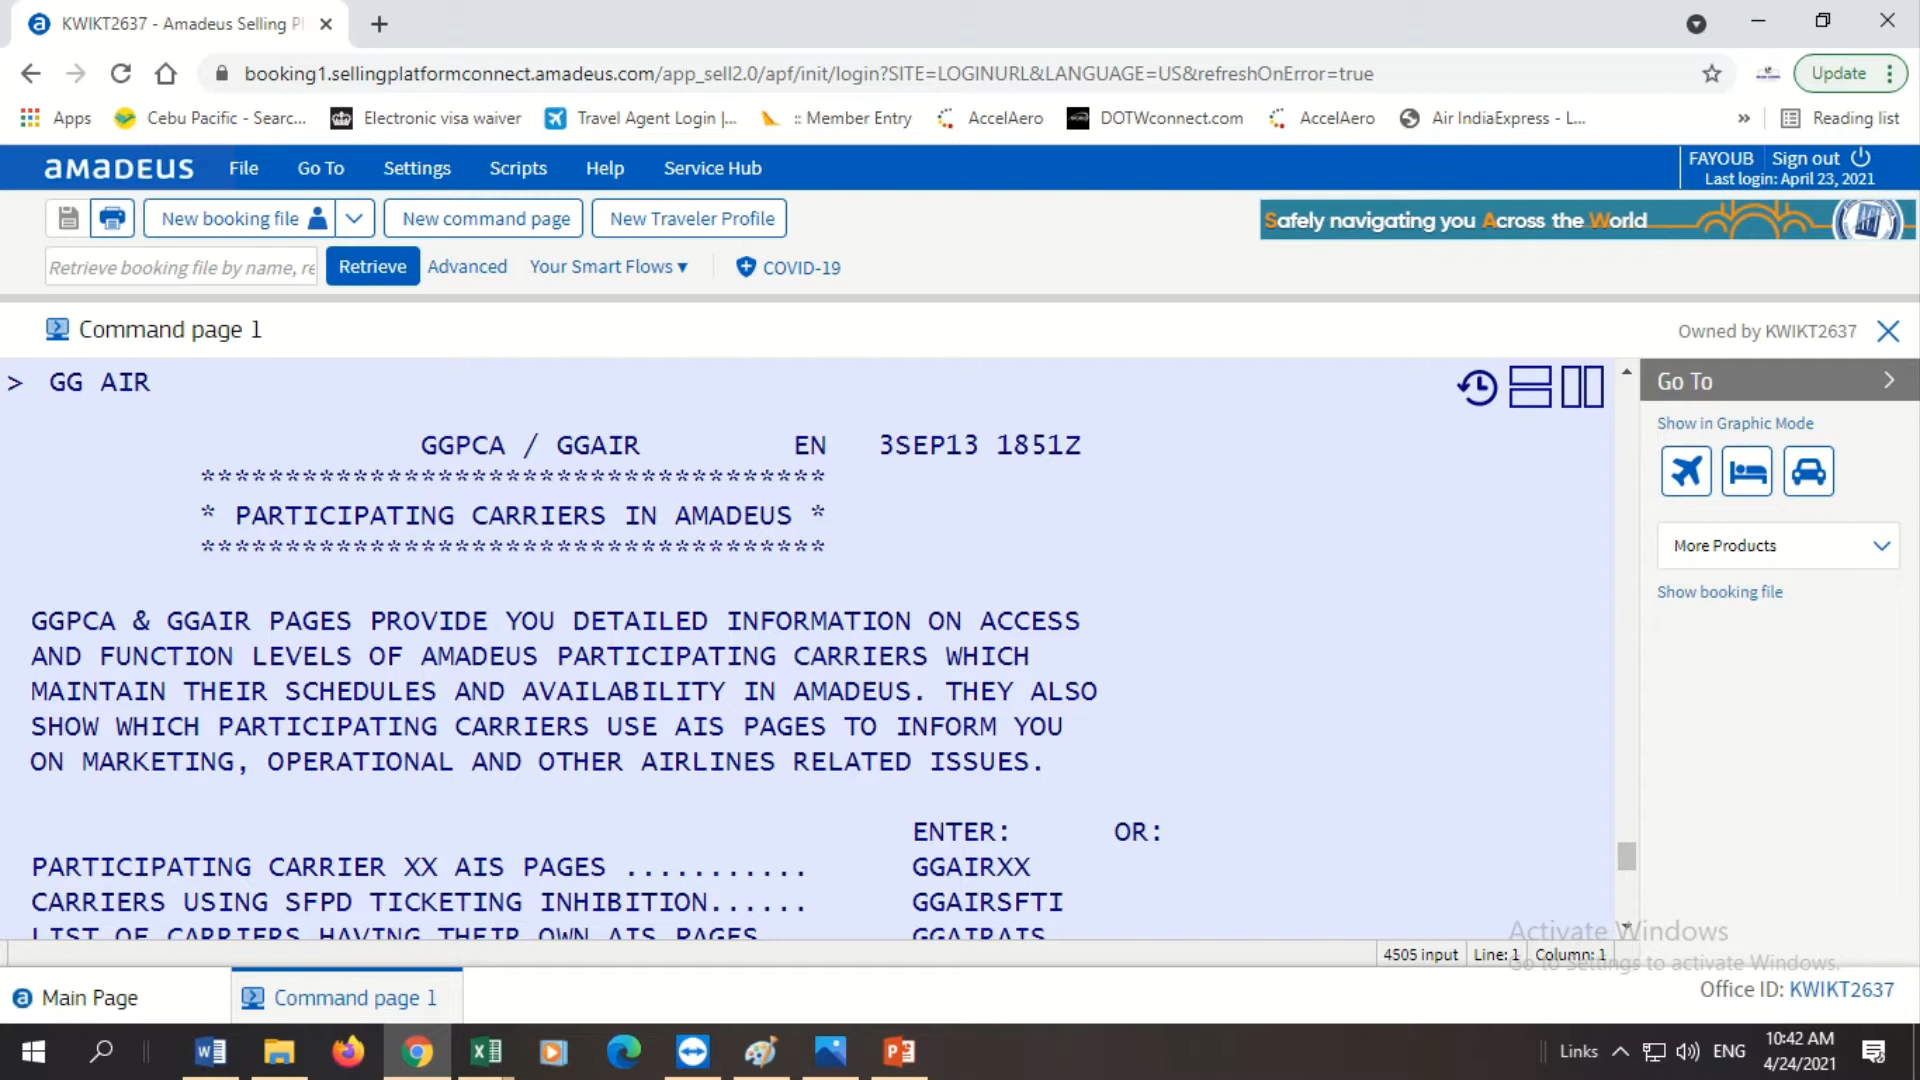 KWIKT2637 - Amadeus Selling Pl
booking1.sellingplatformconnect.amadeus.com/app_sell2.0/apf/init/login?SITE=LOGINURL&LANGUAGE=US&refreshOnError=true
Update
Apps
Cebu Pacific - Searc...
Electronic visa waiver
Travel Agent Login |...
:: Member Entry
AccelAero
DOTWconnect.com
AccelAero
Air IndiaExpress - L...
»
Reading list
amadeus
File
Go To
Settings
Scripts
Help
Service Hub
FAYOUB
Sign out
Last login: April 23, 2021
New booking file
New command page
New Traveler Profile
Safely navigating you Across the World
Retrieve booking file by name, re
Retrieve
Advanced
Your Smart Flows ▾
COVID-19
Command page 1
Owned by KWIKT2637
> GG AIR
GGPCA / GGAIR EN 3SEP13 1851Z
*************************************
* PARTICIPATING CARRIERS IN AMADEUS *
*************************************
GGPCA & GGAIR PAGES PROVIDE YOU DETAILED INFORMATION ON ACCESS
AND FUNCTION LEVELS OF AMADEUS PARTICIPATING CARRIERS WHICH
MAINTAIN THEIR SCHEDULES AND AVAILABILITY IN AMADEUS. THEY ALSO
SHOW WHICH PARTICIPATING CARRIERS USE AIS PAGES TO INFORM YOU
ON MARKETING, OPERATIONAL AND OTHER AIRLINES RELATED ISSUES.
ENTER: OR:
PARTICIPATING CARRIER XX AIS PAGES ........... GGAIRXX
CARRIERS USING SFPD TICKETING INHIBITION...... GGAIRSFTI
LIST OF CARRIERS HAVING THEIR OWN AIS PAGES GGAIRAIS
Go To
Show in Graphic Mode
More Products
Show booking file
4505 input
Line: 1
Column: 1
Activate Windows
Go to Settings to activate Windows.
Main Page
Command page 1
Office ID: KWIKT2637
Links
ENG
10:42 AM
4/24/2021